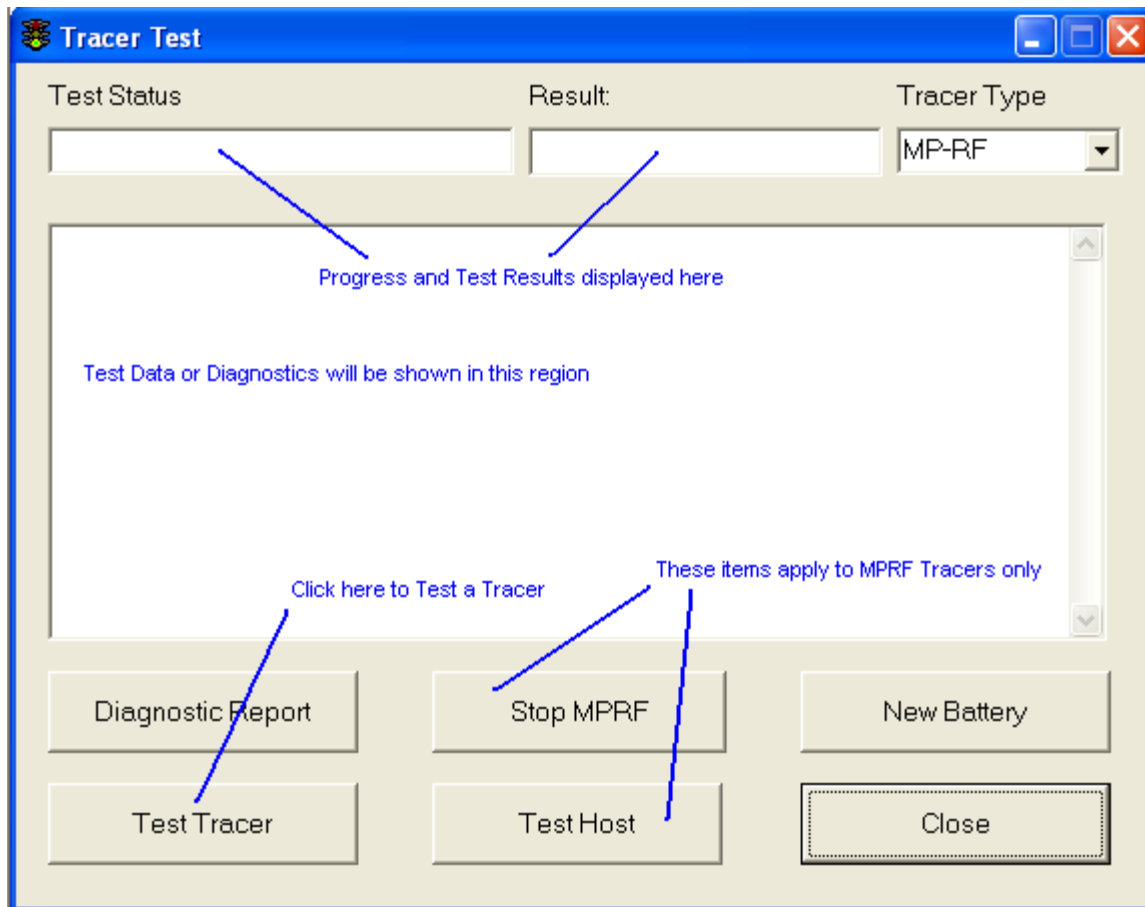 Tracer Test
Test Status
Result:
Tracer Type
MP-RF
Progress and Test Results displayed here
Test Data or Diagnostics will be shown in this region
These items apply to MPRF Tracers only
Click here to Test a Tracer
Diagnostic Report
Stop MPRF
New Battery
Test Tracer
Test Host
Close